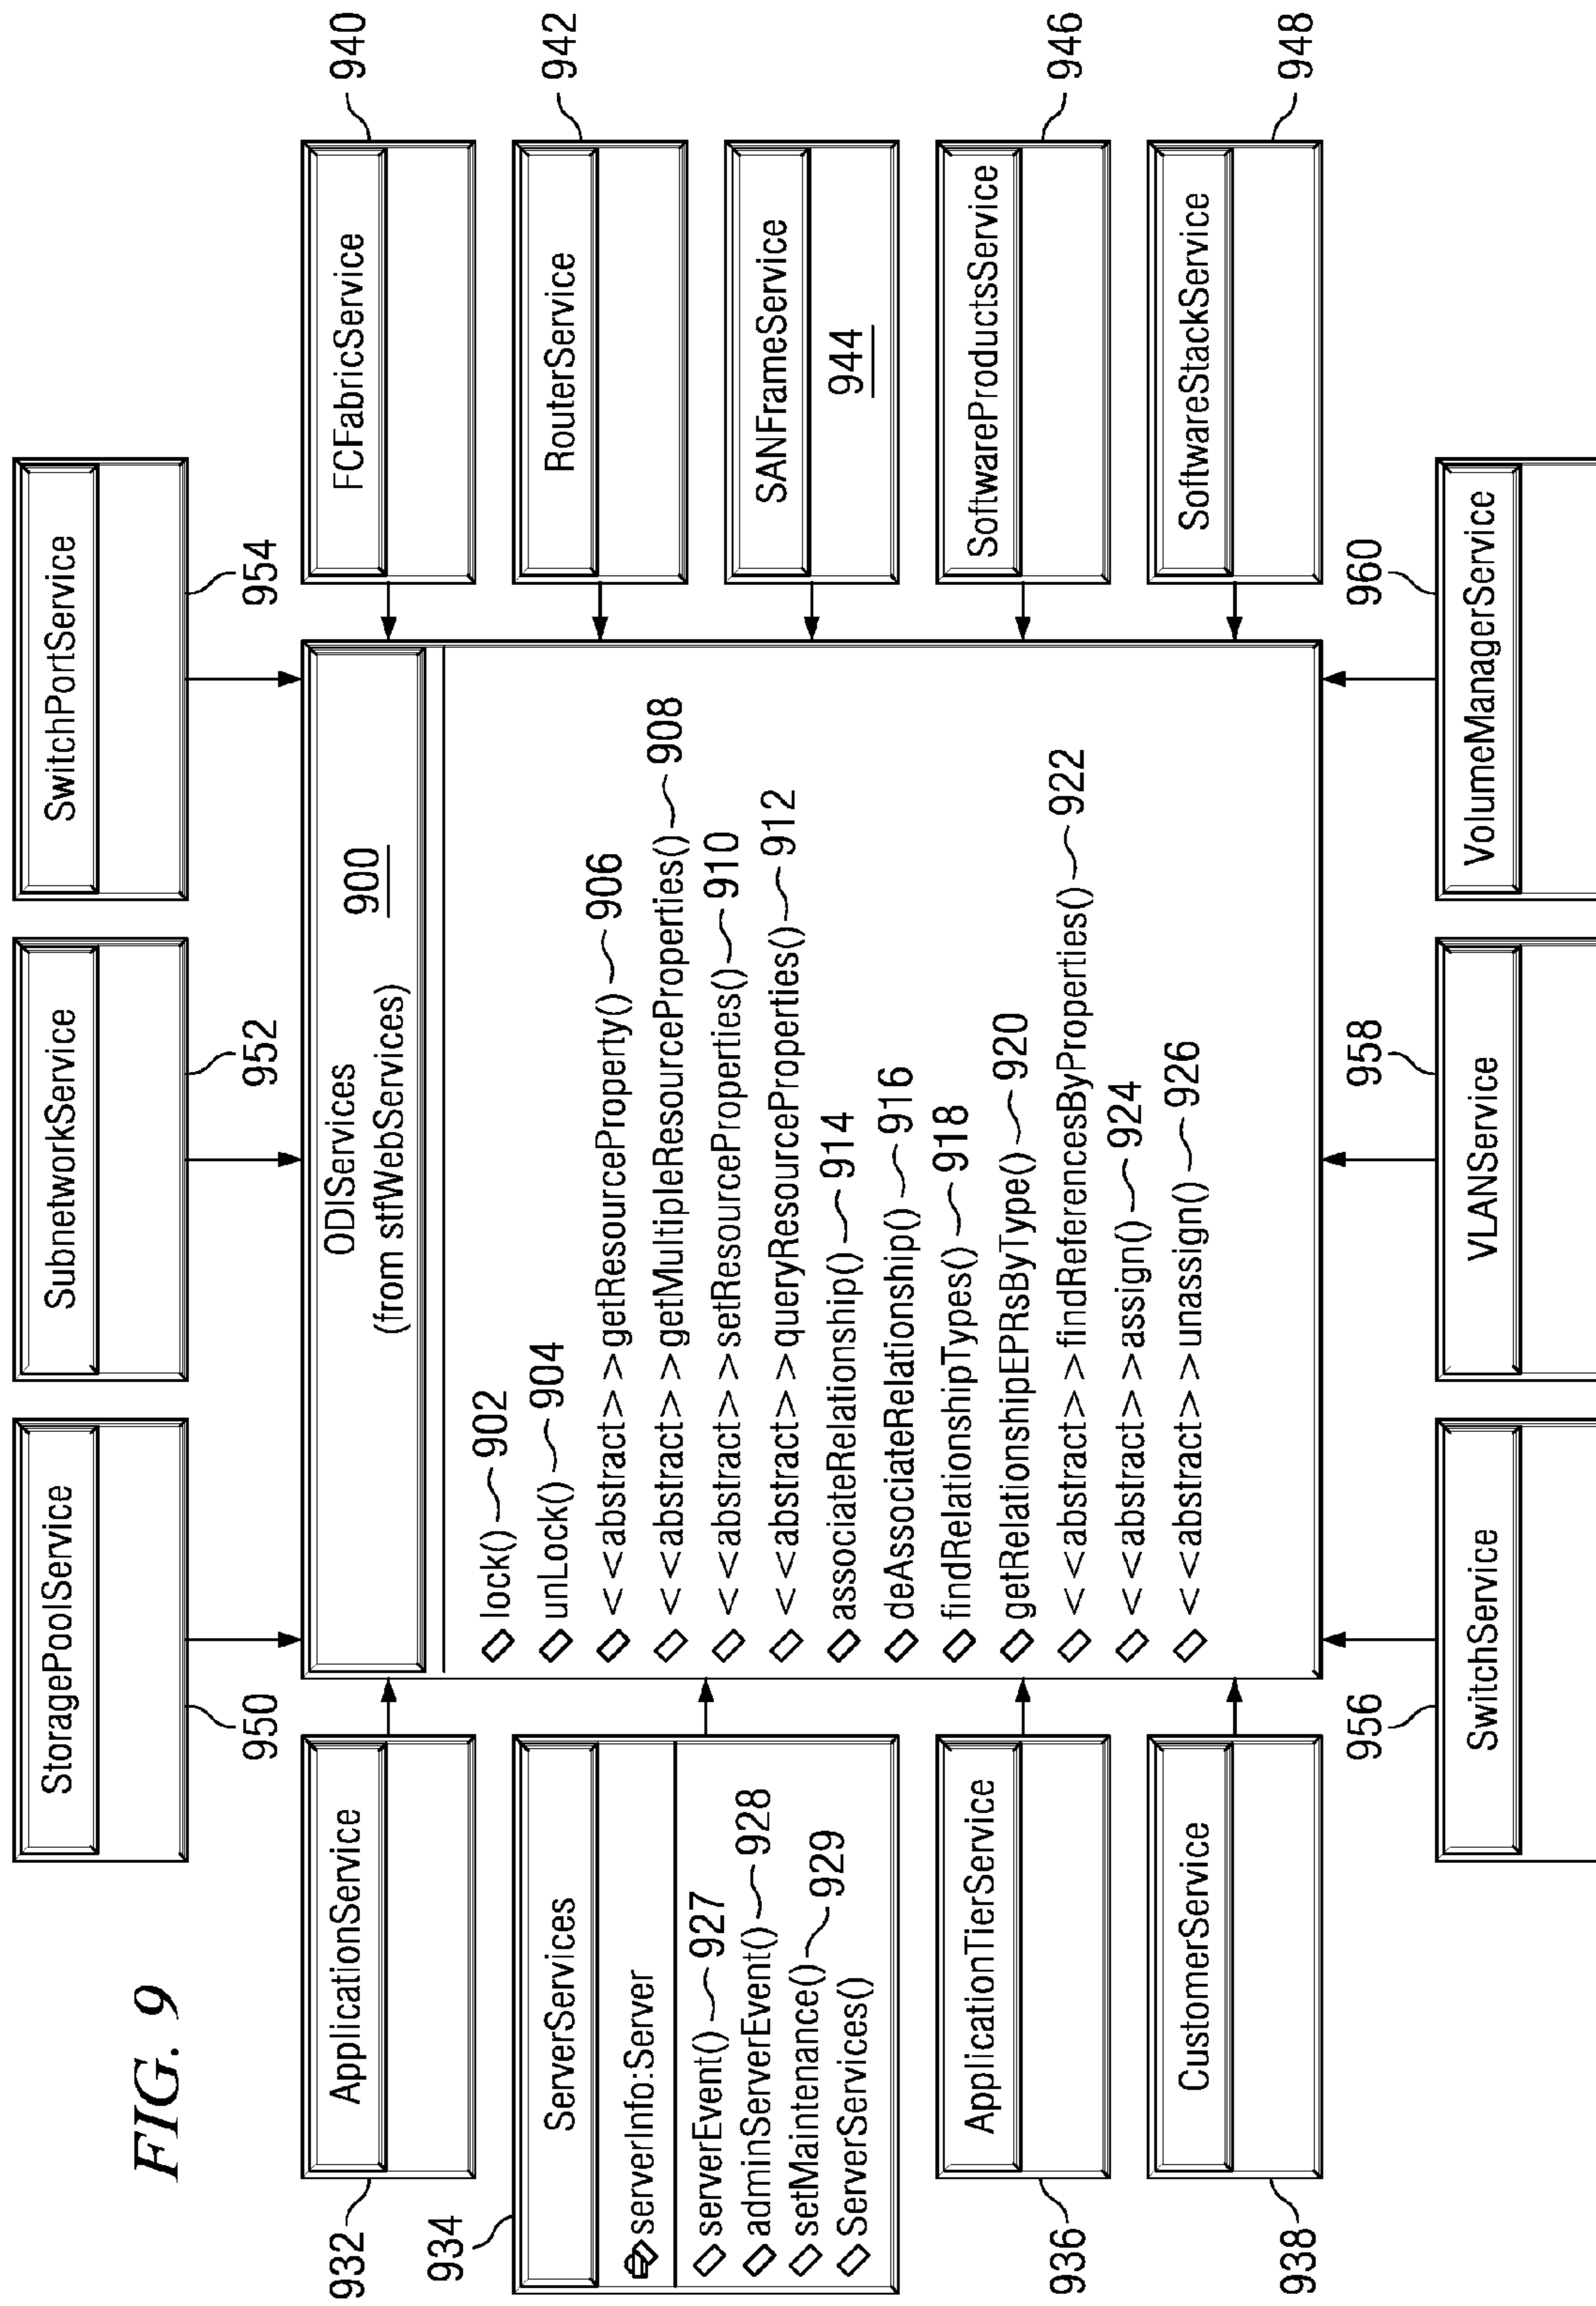 FIG. 9
StoragePoolService
950
SubnetworkService
952
SwitchPortService
954
932
ApplicationService
934
ServerServices
serverInfo:Server
serverEvent() 927
adminServerEvent() 928
setMaintenance() 929
ServerServices()
936
ApplicationTierService
938
CustomerService
ODIServices
(from stfWebServices)
900
lock() 902
unLock() 904
<<abstract>>getResourceProperty() 906
<<abstract>>getMultipleResourceProperties() 908
<<abstract>>setResourceProperties() 910
<<abstract>>queryResourceProperties() 912
associateRelationship() 914
deAssociateRelationship() 916
findRelationshipTypes() 918
getRelationshipEPRsByType() 920
<<abstract>>findReferencesByProperties() 922
<<abstract>>assign() 924
<<abstract>>unassign() 926
FCFabricService
940
RouterService
942
SANFrameService
944
SoftwareProductsService
946
SoftwareStackService
948
956
SwitchService
958
VLANService
960
VolumeManagerService